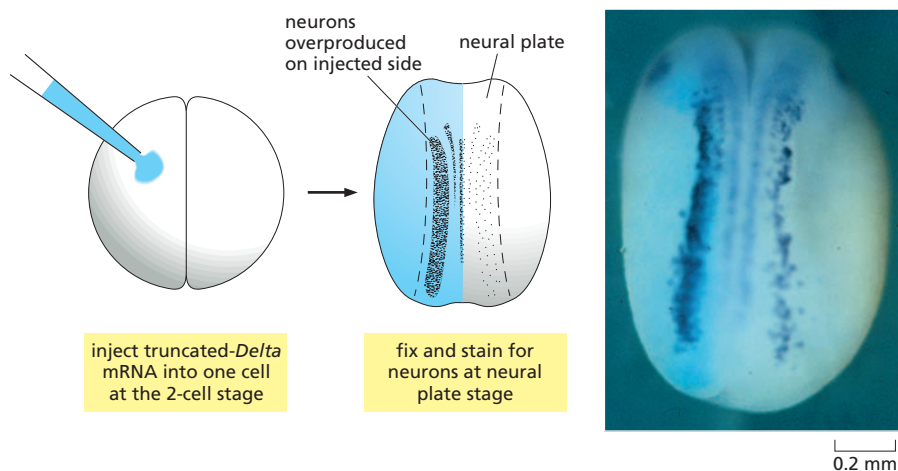 neurons
overproduced
on injected side
neural plate
inject truncated-Delta
mRNA into one cell
at the 2-cell stage
fix and stain for
neurons at neural
plate stage
0.2 mm